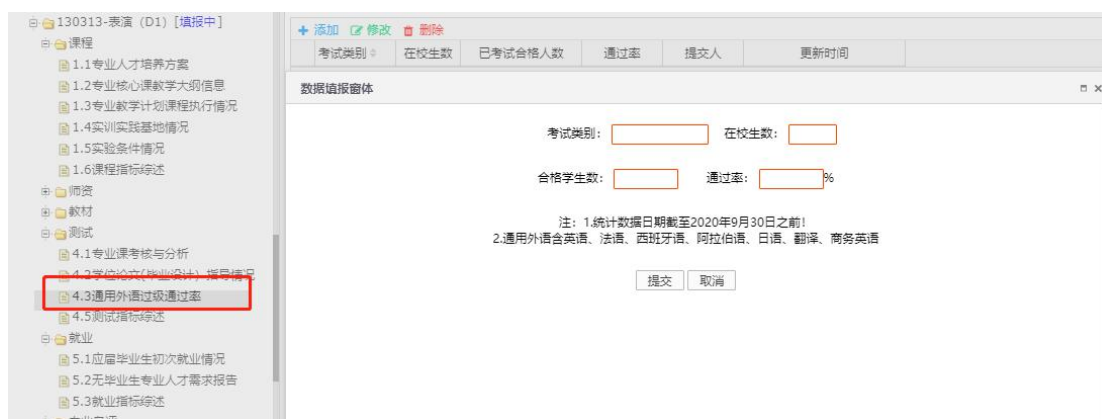 130313-表演（D1）[填报中]
课程
1.1专业人才培养方案
1.2专业核心课教学大纲信息
1.3专业教学计划课程执行情况
1.4实训实践基地情况
1.5实验条件情况
1.6课程指标综述
师资
教材
测试
4.1专业课考核与分析
4.2学位论文(毕业设计）指导情况
4.3通用外语过级通过率
4.5测试指标综述
就业
5.1应届毕业生初次就业情况
5.2无毕业生专业人才需求报告
5.3就业指标综述
添加 修改 删除
考试类别 在校生数 已考试合格人数 通过率 提交人 更新时间
数据填报窗体
考试类别： 在校生数：
合格学生数： 通过率： %
注：1.统计数据日期截至2020年9月30日之前！
2.通用外语含英语、法语、西班牙语、阿拉伯语、日语、翻译、商务英语
提交 取消